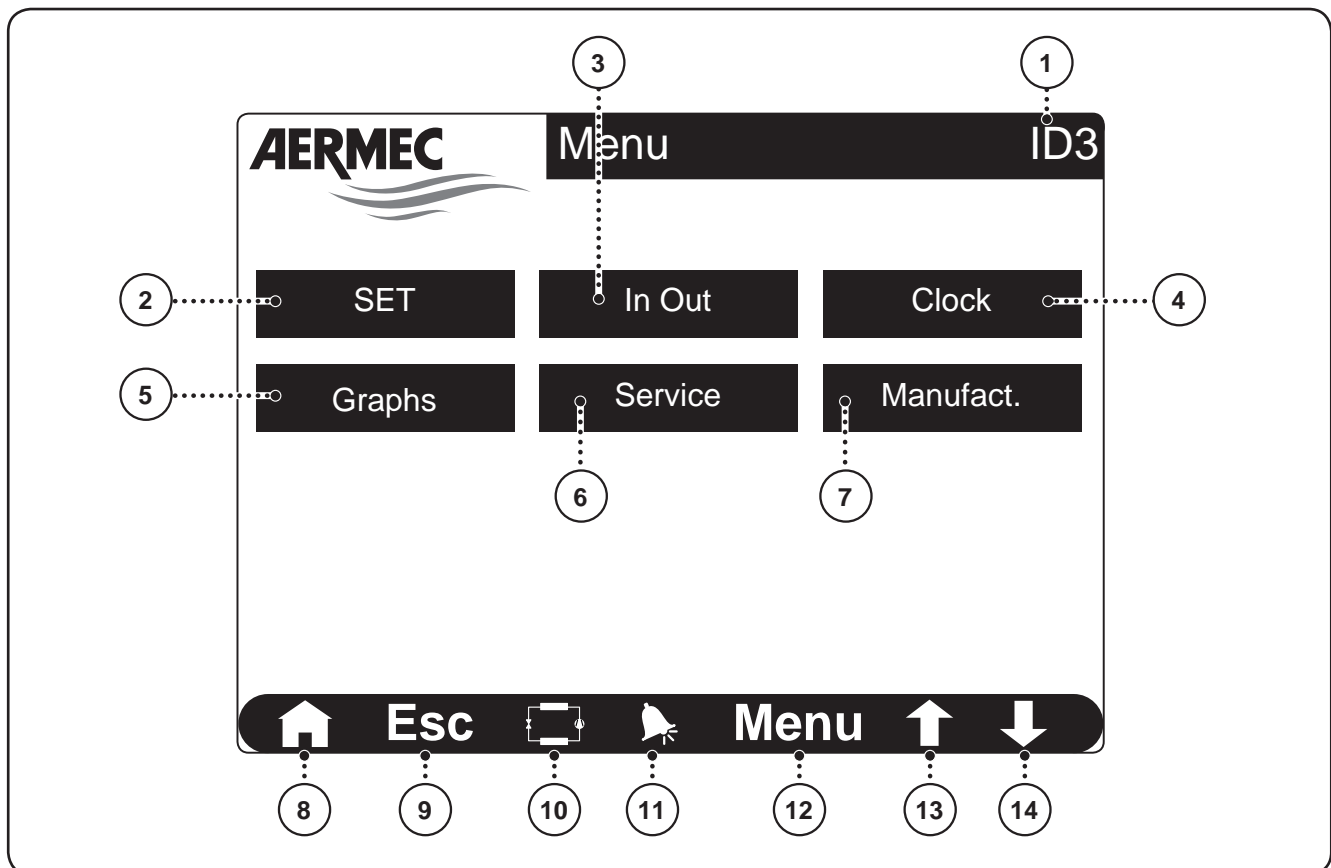 3 1
AERMEC Menu ID3
2 SET In Out Clock 4
5 Graphs Service Manufact.
6 7
Esc Menu
8 9 10 11 12 13 14